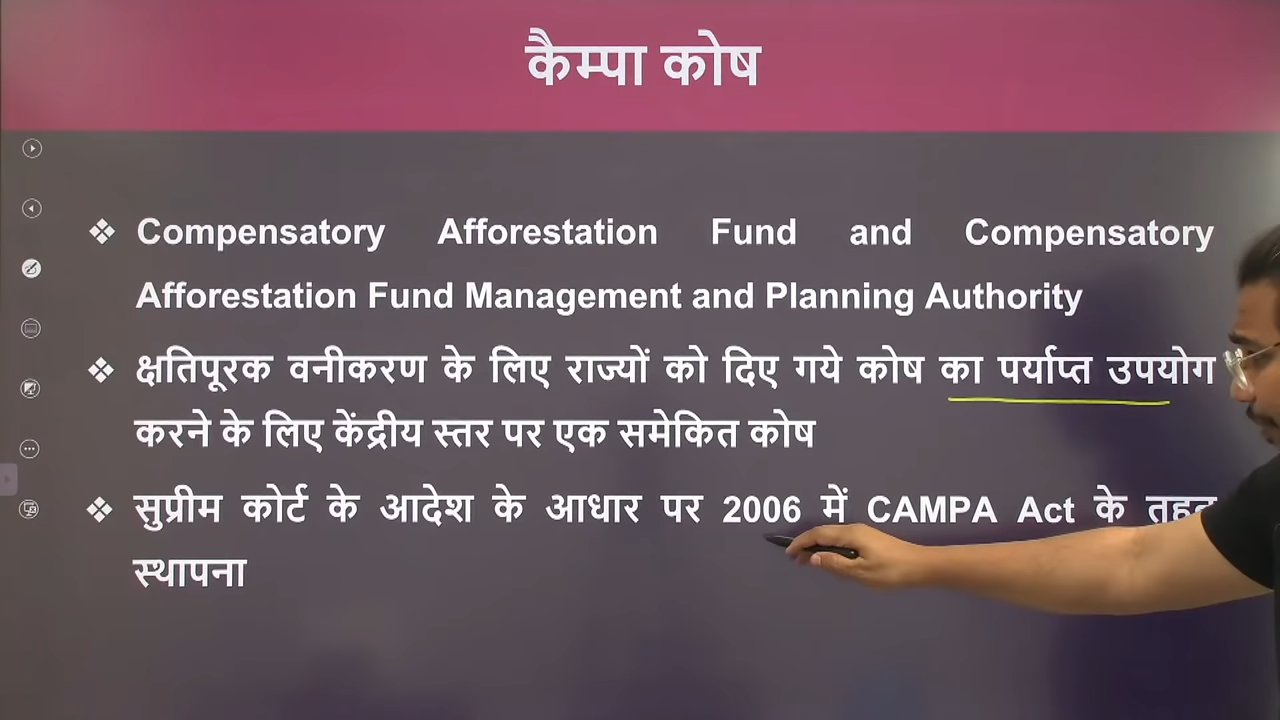 कैम्पा कोष
❖ Compensatory Afforestation Fund and Compensatory
Afforestation Fund Management and Planning Authority
❖ क्षतिपूरक वनीकरण के लिए राज्यों को दिए गये कोष का पर्याप्त उपयोग
करने के लिए केंद्रीय स्तर पर एक समेकित कोष
❖ सुप्रीम कोर्ट के आदेश के आधार पर 2006 में CAMPA Act के तहत
स्थापना